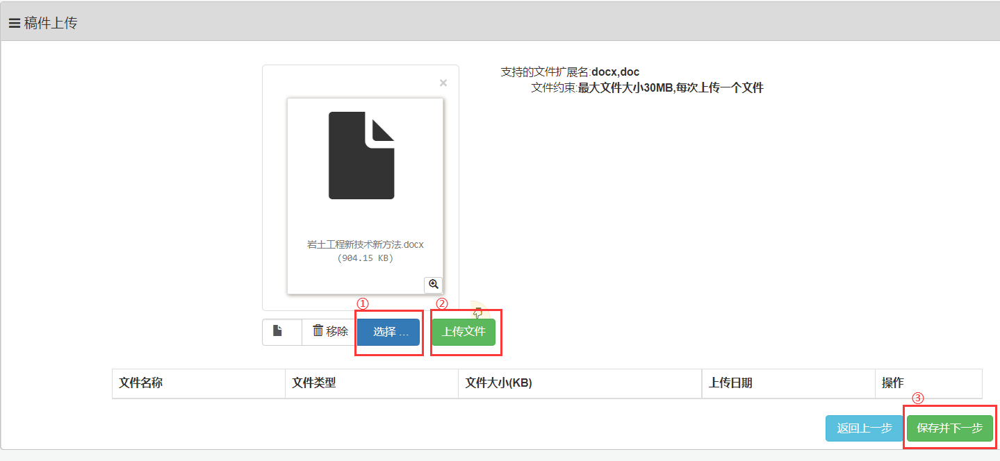 稿件上传
×
支持的文件扩展名:docx,doc
文件约束:最大文件大小30MB,每次上传一个文件
岩土工程新技术新方法.docx
(904.15 KB)
① ②
移除 选择 ... 上传文件
文件名称 文件类型 文件大小(KB) 上传日期 操作
③
返回上一步 保存并下一步